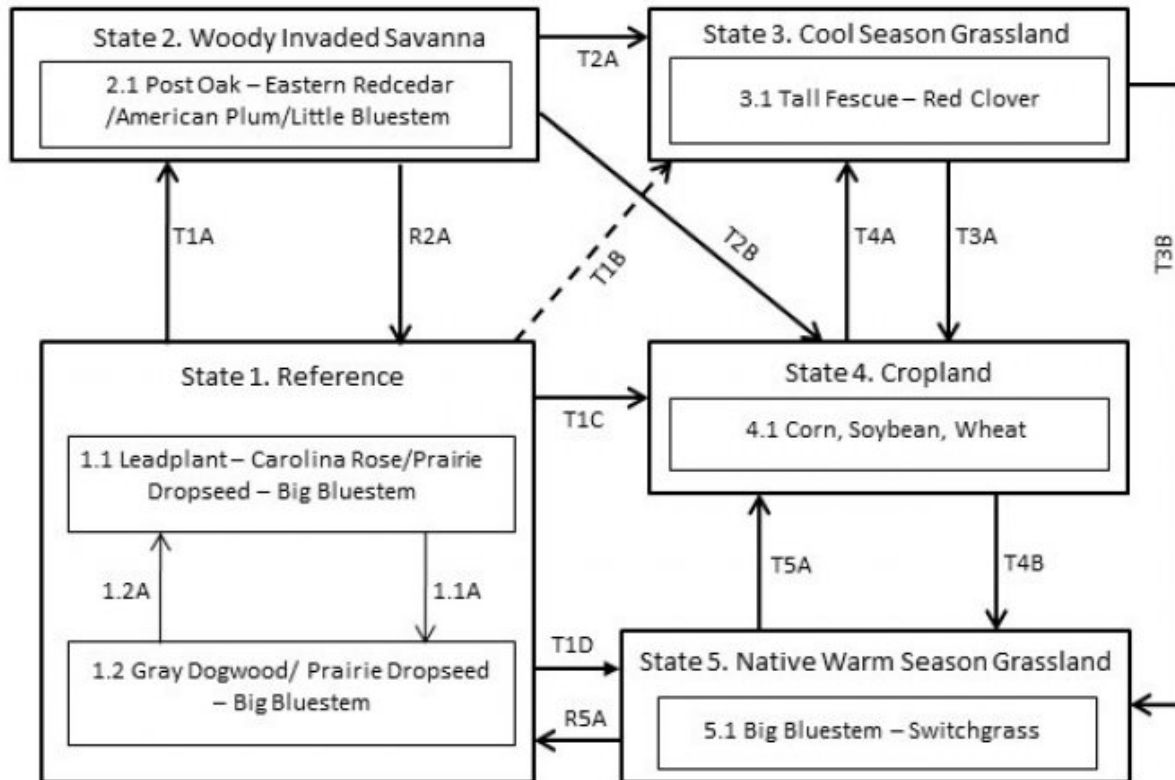 State 2. Woody Invaded Savanna
2.1 Post Oak – Eastern Redcedar
/American Plum/Little Bluestem
T2A
State 3. Cool Season Grassland
3.1 Tall Fescue – Red Clover
T1A
R2A
T1B
T2B
T4A
T3A
T3B
State 1. Reference
1.1 Leadplant – Carolina Rose/Prairie
Dropseed – Big Bluestem
1.2A
1.1A
1.2 Gray Dogwood/ Prairie Dropseed
– Big Bluestem
T1C
State 4. Cropland
4.1 Corn, Soybean, Wheat
T5A
T4B
T1D
R5A
State 5. Native Warm Season Grassland
5.1 Big Bluestem – Switchgrass